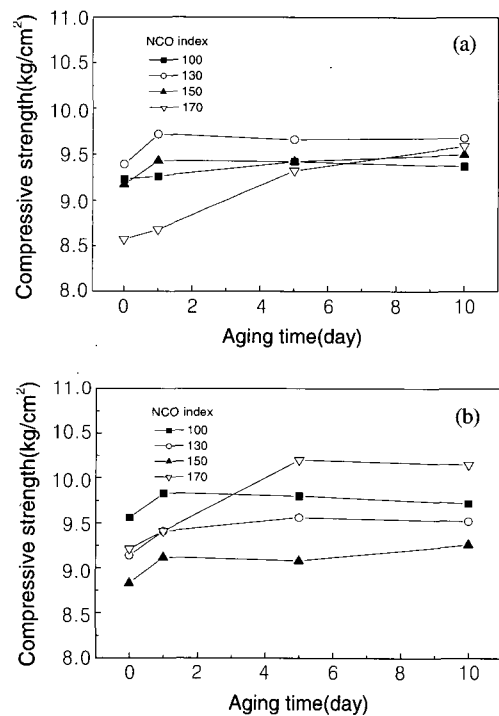 (a)
NCO index
100
130
150
170
11.0
10.5
10.0
9.5
9.0
8.5
8.0
Compressive strength(kg/cm²)
0 2 4 6 8 10
Aging time(day)
(b)
NCO index
100
130
150
170
11.0
10.5
10.0
9.5
9.0
8.5
8.0
Compressive strength(kg/cm²)
0 2 4 6 8 10
Aging time(day)